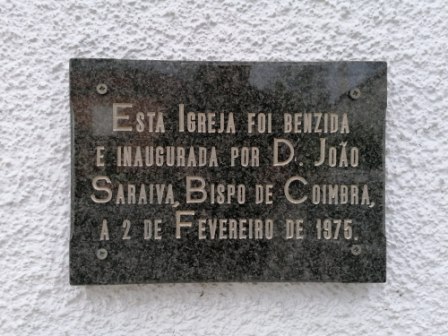 Esta Igreja foi benzida
e inaugurada por D. João
Saraiva, Bispo de Coimbra,
a 2 de Fevereiro de 1975.